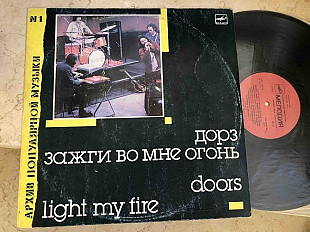 №1
АРХИВ ПОПУЛЯРНОЙ МУЗЫКИ
дорз
зажги во мне огонь
doors
light my fire
МЕЛОДИЯ